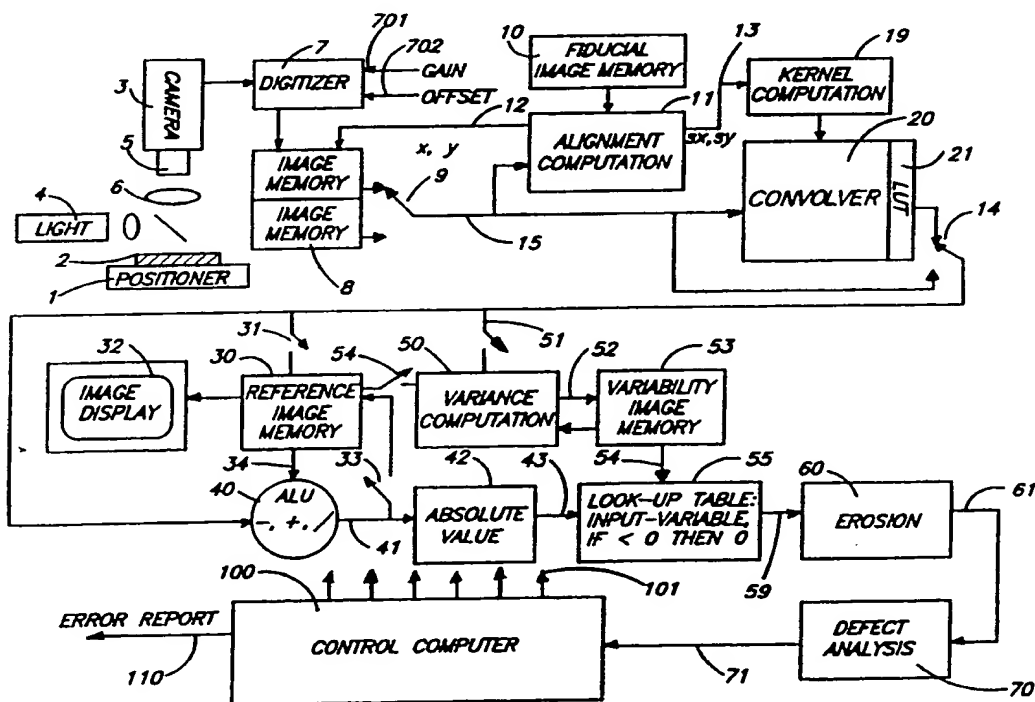 701
702
7
DIGITIZER
GAIN
OFFSET
3
CAMERA
5
6
4
LIGHT
2
POSITIONER
1
IMAGE
MEMORY
IMAGE
MEMORY
8
9
12
x, y
15
10
FIDUCIAL
IMAGE MEMORY
11
ALIGNMENT
COMPUTATION
13
sx, sy
19
KERNEL
COMPUTATION
20
21
CONVOLVER
LUT
14
31
32
IMAGE
DISPLAY
30
REFERENCE
IMAGE
MEMORY
54
50
51
VARIANCE
COMPUTATION
52
53
VARIABILITY
IMAGE
MEMORY
34
33
40
ALU
-, +, /
41
42
ABSOLUTE
VALUE
43
54
55
LOOK-UP TABLE:
INPUT-VARIABLE,
IF < 0 THEN 0
59
60
EROSION
61
DEFECT
ANALYSIS
70
71
100
101
CONTROL COMPUTER
ERROR REPORT
110